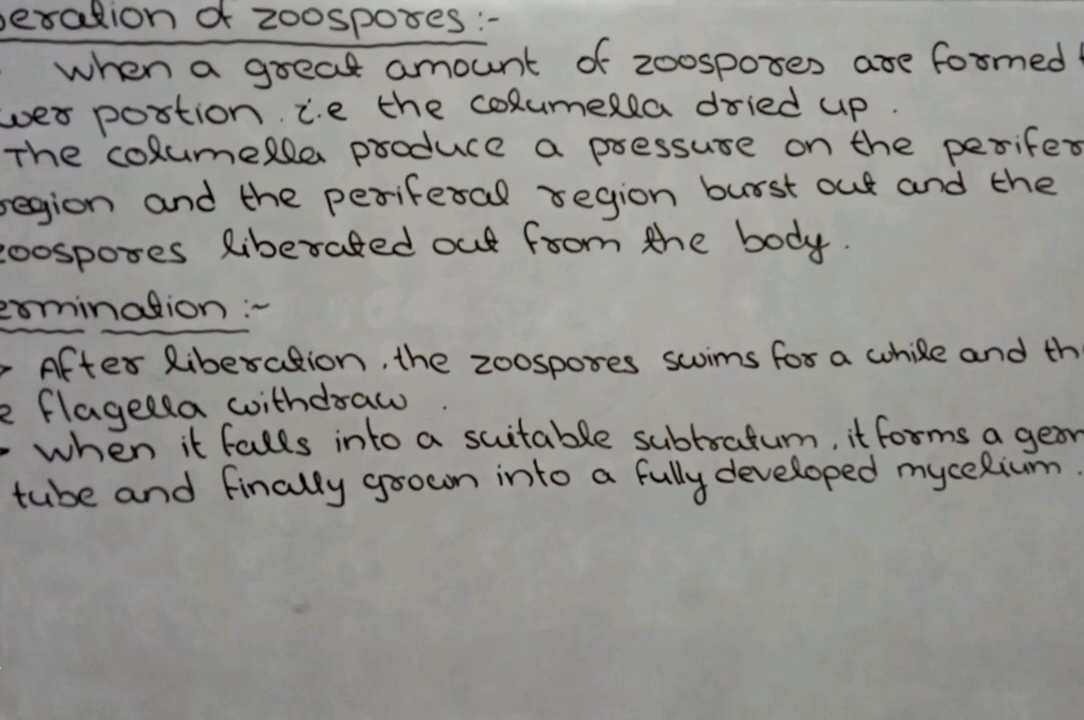 eration of zoospores :-
when a great amount of zoospores are formed
wer portion i.e the columella dried up.
The columella produce a pressure on the perifer
region and the periferal region burst out and the
zoospores liberated out from the body.
ermination :-
> After liberation, the zoospores swims for a while and th
e flagella withdraw.
when it falls into a suitable subtratum, it forms a germ
tube and finally grown into a fully developed mycelium.